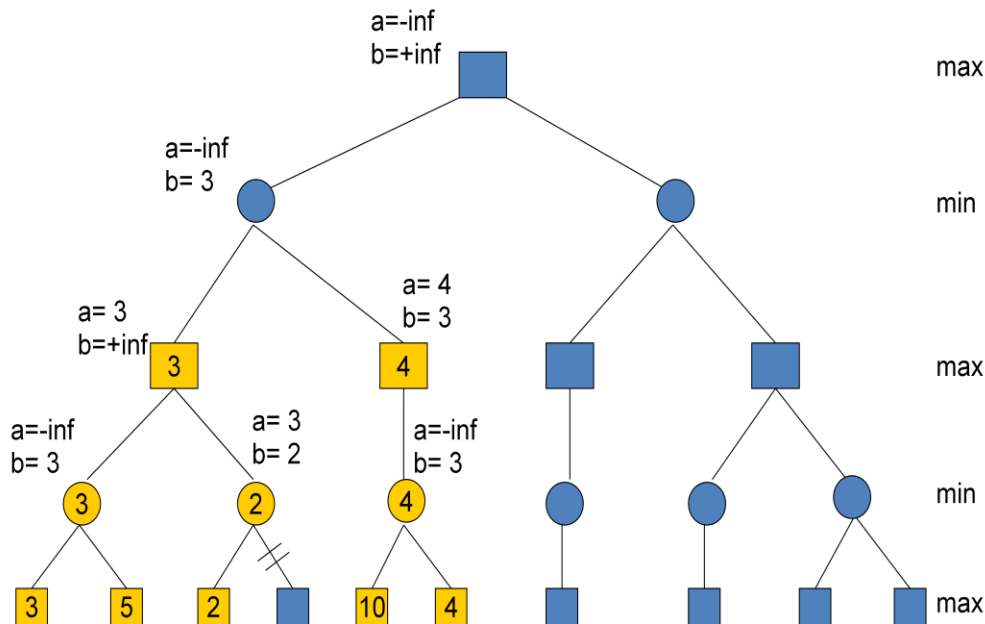 a=-inf
b=+inf
max
a=-inf
b= 3
min
a= 4
b= 3
a= 3
b=+inf
3
4
max
a=-inf
b= 3
a= 3
b= 2
a=-inf
b= 3
3
2
4
min
3
5
2
10
4
max